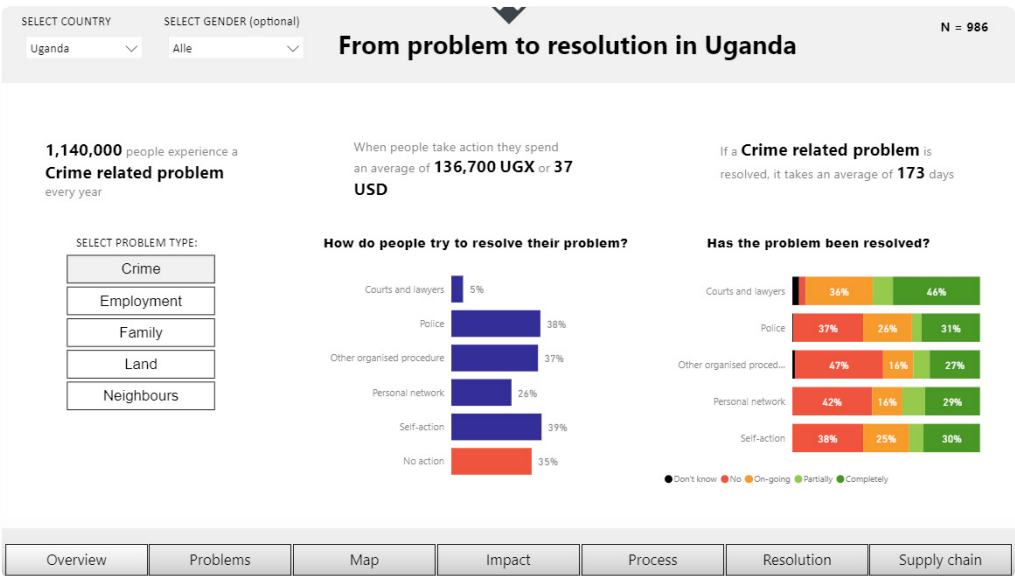 SELECT COUNTRY
SELECT GENDER (optional)
Uganda
Alle
From problem to resolution in Uganda
N = 986
1,140,000 people experience a
Crime related problem
every year
When people take action they spend
an average of 136,700 UGX or 37
USD
If a Crime related problem is
resolved, it takes an average of 173 days
SELECT PROBLEM TYPE:
Crime
Employment
Family
Land
Neighbours
How do people try to resolve their problem?
Courts and lawyers 5%
Police 38%
Other organised procedure 37%
Personal network 26%
Self-action 39%
No action 35%
Has the problem been resolved?
Courts and lawyers 36% 46%
Police 37% 26% 31%
Other organised proced... 47% 16% 27%
Personal network 42% 16% 29%
Self-action 38% 25% 30%
Don't know No On-going Partially Completely
Overview Problems Map Impact Process Resolution Supply chain